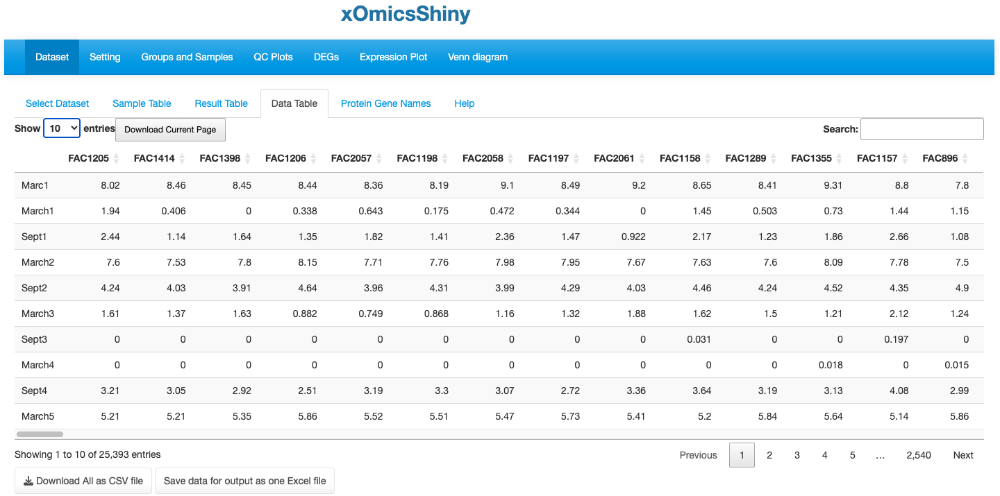 xOmicsShiny
Dataset Setting Groups and Samples QC Plots DEGs Expression Plot Venn diagram
Select Dataset Sample Table Result Table Data Table Protein Gene Names Help
Show 10 entries Download Current Page Search:
FAC1205 FAC1414 FAC1398 FAC1206 FAC2057 FAC1198 FAC2058 FAC1197 FAC2061 FAC1158 FAC1289 FAC1355 FAC1157 FAC896
Marc1 8.02 8.46 8.45 8.44 8.36 8.19 9.1 8.49 9.2 8.65 8.41 9.31 8.8 7.8
March1 1.94 0.406 0 0.338 0.643 0.175 0.472 0.344 0 1.45 0.503 0.73 1.44 1.15
Sept1 2.44 1.14 1.64 1.35 1.82 1.41 2.36 1.47 0.922 2.17 1.23 1.86 2.66 1.08
March2 7.6 7.53 7.8 8.15 7.71 7.76 7.98 7.95 7.67 7.63 7.6 8.09 7.78 7.5
Sept2 4.24 4.03 3.91 4.64 3.96 4.31 3.99 4.29 4.03 4.46 4.24 4.52 4.35 4.9
March3 1.61 1.37 1.63 0.882 0.749 0.868 1.16 1.32 1.88 1.62 1.5 1.21 2.12 1.24
Sept3 0 0 0 0 0 0 0 0 0 0.031 0 0 0.197 0
March4 0 0 0 0 0 0 0 0 0 0 0 0.018 0 0.015
Sept4 3.21 3.05 2.92 2.51 3.19 3.3 3.07 2.72 3.36 3.64 3.19 3.13 4.08 2.99
March5 5.21 5.21 5.35 5.86 5.52 5.51 5.47 5.73 5.41 5.2 5.84 5.64 5.14 5.86
Showing 1 to 10 of 25,393 entries Previous 1 2 3 4 5 … 2,540 Next
Download All as CSV file Save data for output as one Excel file